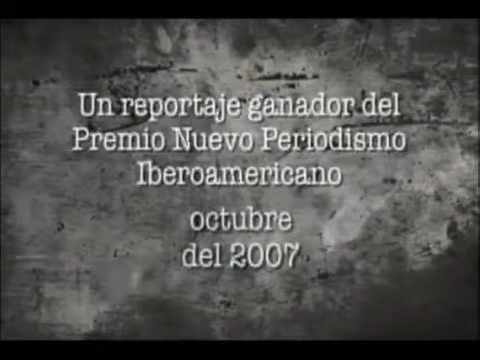 Un reportaje ganador del
Premio Nuevo Periodismo
Iberoamericano
octubre
del 2007